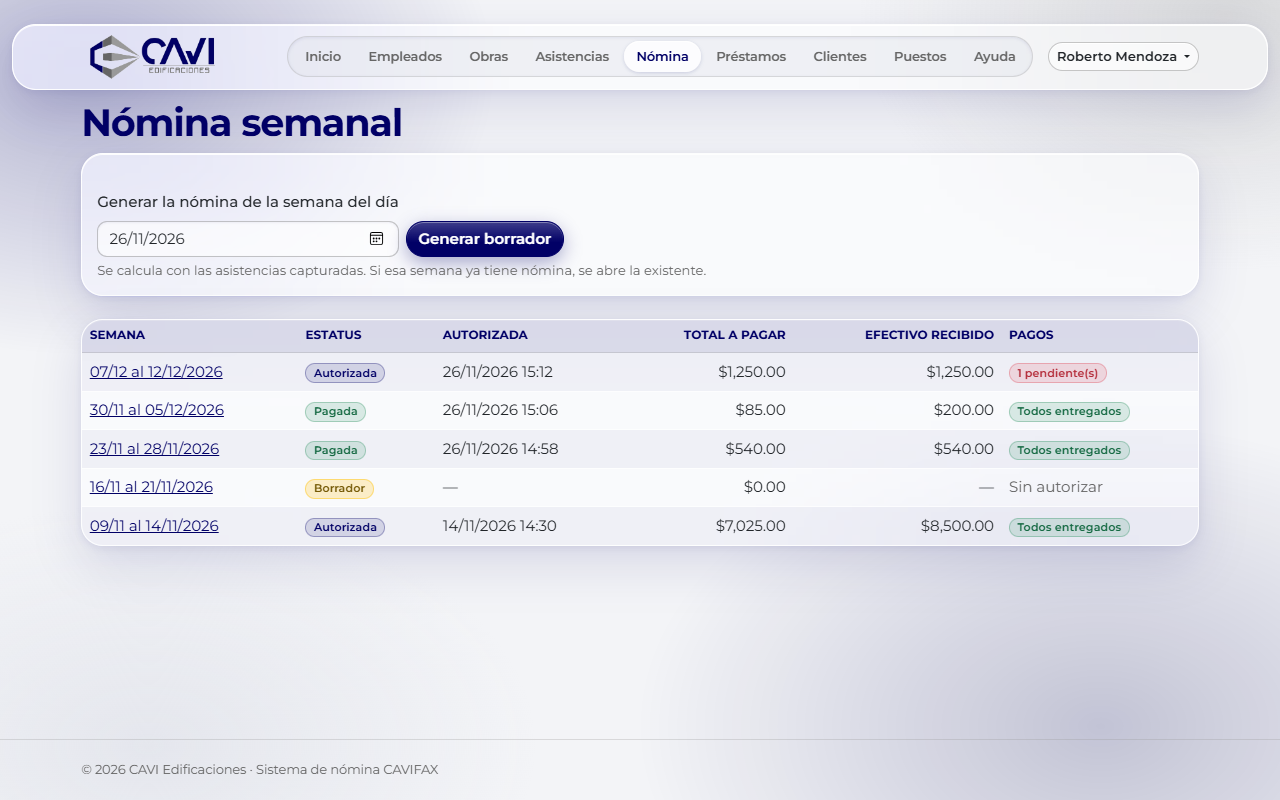 CAVI
EDIFICACIONES
Inicio Empleados Obras Asistencias Nómina Préstamos Clientes Puestos Ayuda
Roberto Mendoza
Nómina semanal
Generar la nómina de la semana del día
26/11/2026
Generar borrador
Se calcula con las asistencias capturadas. Si esa semana ya tiene nómina, se abre la existente.
SEMANA ESTATUS AUTORIZADA TOTAL A PAGAR EFECTIVO RECIBIDO PAGOS
07/12 al 12/12/2026 Autorizada 26/11/2026 15:12 $1,250.00 $1,250.00 1 pendiente(s)
30/11 al 05/12/2026 Pagada 26/11/2026 15:06 $85.00 $200.00 Todos entregados
23/11 al 28/11/2026 Pagada 26/11/2026 14:58 $540.00 $540.00 Todos entregados
16/11 al 21/11/2026 Borrador — $0.00 — Sin autorizar
09/11 al 14/11/2026 Autorizada 14/11/2026 14:30 $7,025.00 $8,500.00 Todos entregados
© 2026 CAVI Edificaciones · Sistema de nómina CAVIFAX